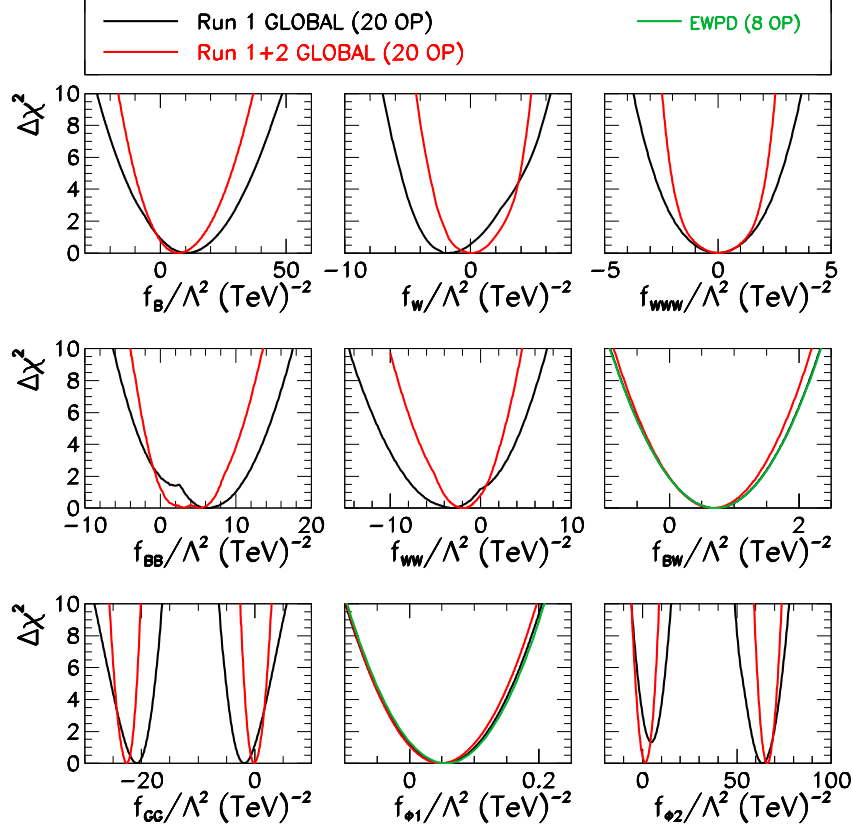 Run 1 GLOBAL (20 OP) EWPD (8 OP)
Run 1+2 GLOBAL (20 OP)
Δχ²
10
8
6
4
2
0
0 50 -10 0 -5 0 5
f_B/Λ² (TeV)⁻² f_W/Λ² (TeV)⁻² f_WWW/Λ² (TeV)⁻²
Δχ²
10
8
6
4
2
0
-10 0 10 20 -10 0 10 0 2
f_BB/Λ² (TeV)⁻² f_WW/Λ² (TeV)⁻² f_BW/Λ² (TeV)⁻²
Δχ²
10
8
6
4
2
0
-20 0 0 0.2 0 50 100
f_GG/Λ² (TeV)⁻² f_Φ1/Λ² (TeV)⁻² f_Φ2/Λ² (TeV)⁻²